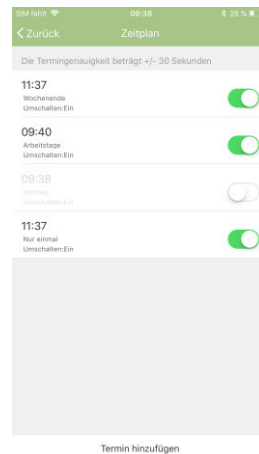 SIM fehlt 09:38 26 %
Zurück Zeitplan
Die Termingenauigkeit beträgt +/- 30 Sekunden
11:37
Wochenende
Umschalten:Ein
09:40
Arbeitstage
Umschalten:Ein
09:38
Montag
Umschalten:Ein
11:37
Nur einmal
Umschalten:Ein
Termin hinzufügen